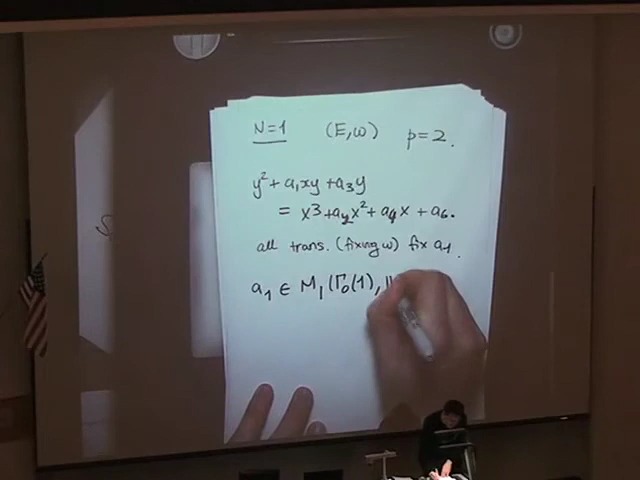 N=1 (E,ω) p=2.
y²+a₁xy+a₃y
= x³+a₂x²+a₄x+a₆.
all trans. (fixing ω) fix a₁.
a₁ ∈ M₁(Γ₀(1),